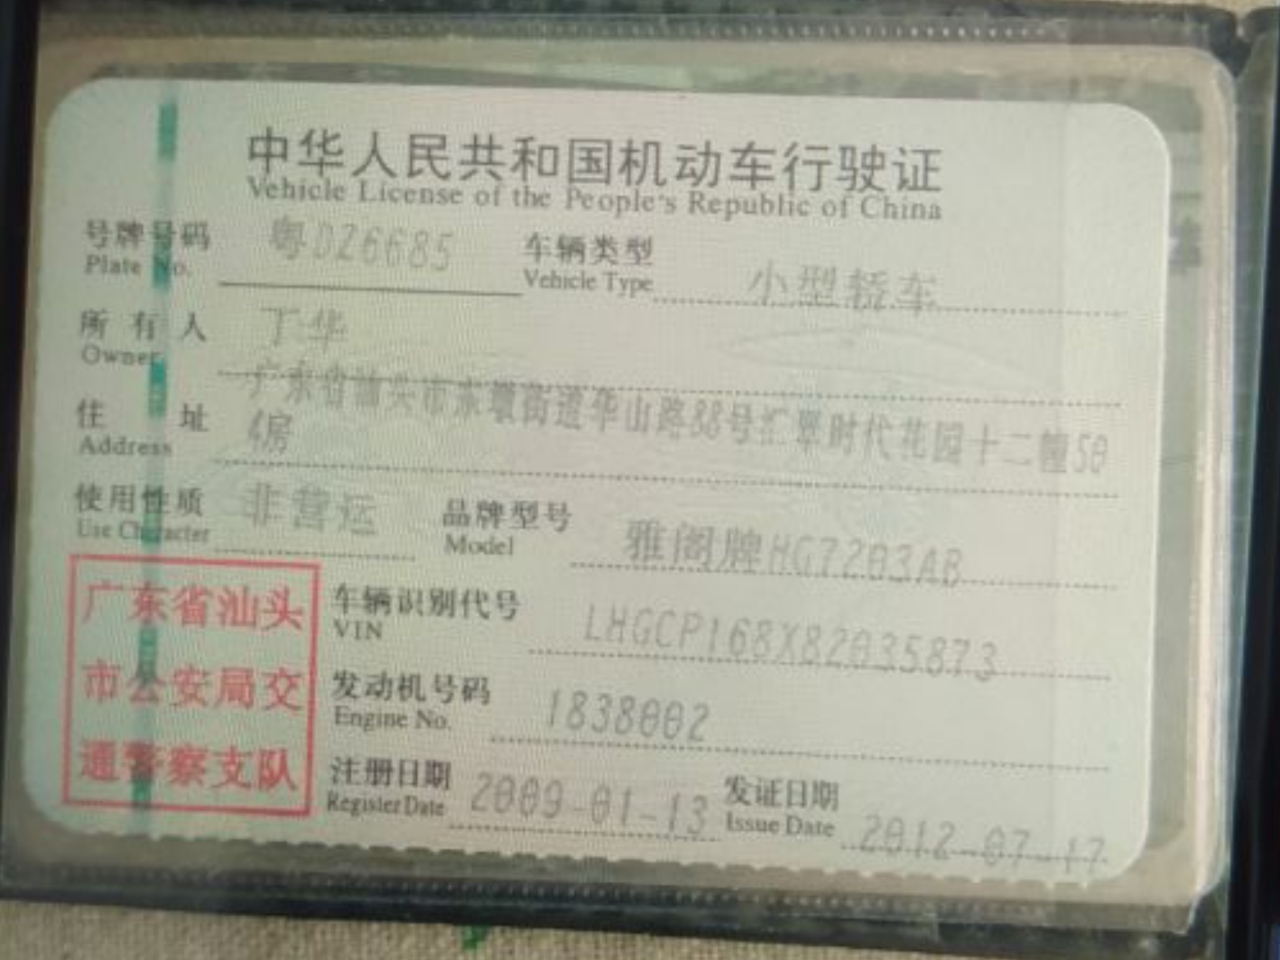 中华人民共和国机动车行驶证
Vehicle License of the People's Republic of China
号牌号码 粤DZ6685 车辆类型 小型轿车
Plate No. Vehicle Type
所有人 丁华
Owner
广东省汕头市东墩街道华山路88号汇翠时代花园十二幢50
住址 4房
Address
使用性质 非营运 品牌型号 雅阁牌HG7203AB
Use Character Model
广东省汕头
市公安局交
通警察支队
车辆识别代号 LHGCP168X82035873
VIN
发动机号码 1838002
Engine No.
注册日期 2009-01-13 发证日期 2012-07-17
Register Date Issue Date